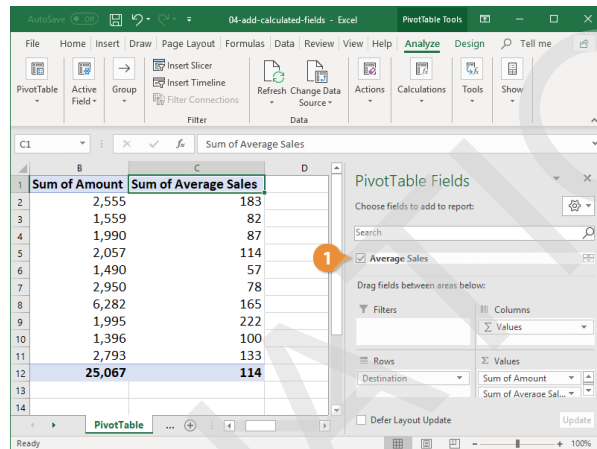 AutoSave Off 04-add-calculated-fields - Excel PivotTable Tools
File Home Insert Draw Page Layout Formulas Data Review View Help Analyze Design Tell me
PivotTable
Active Field
Group
Insert Slicer
Insert Timeline
Filter Connections
Filter
Refresh
Change Data Source
Data
Actions
Calculations
Tools
Show
C1 fx Sum of Average Sales
B C D
1 Sum of Amount Sum of Average Sales
2 2,555 183
3 1,559 82
4 1,990 87
5 2,057 114
6 1,490 57
7 2,950 78
8 6,282 165
9 1,995 222
10 1,396 100
11 2,793 133
12 25,067 114
13
14
PivotTable ...
PivotTable Fields
Choose fields to add to report:
Search
1
Average Sales
Drag fields between areas below:
Filters
Columns
Σ Values
Rows
Destination
Σ Values
Sum of Amount
Sum of Average Sal...
Defer Layout Update
Update
Ready
100%